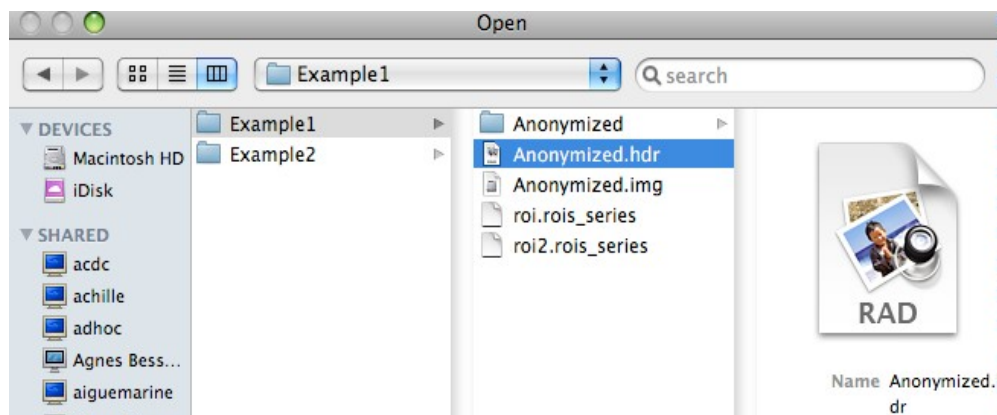 Open
Example1
search
DEVICES
Macintosh HD
iDisk
SHARED
acdc
achille
adhoc
Agnes Bess...
aiguemarine
Example1
Example2
Anonymized
Anonymized.hdr
Anonymized.img
roi.rois_series
roi2.rois_series
RAD
Name Anonymized.
dr